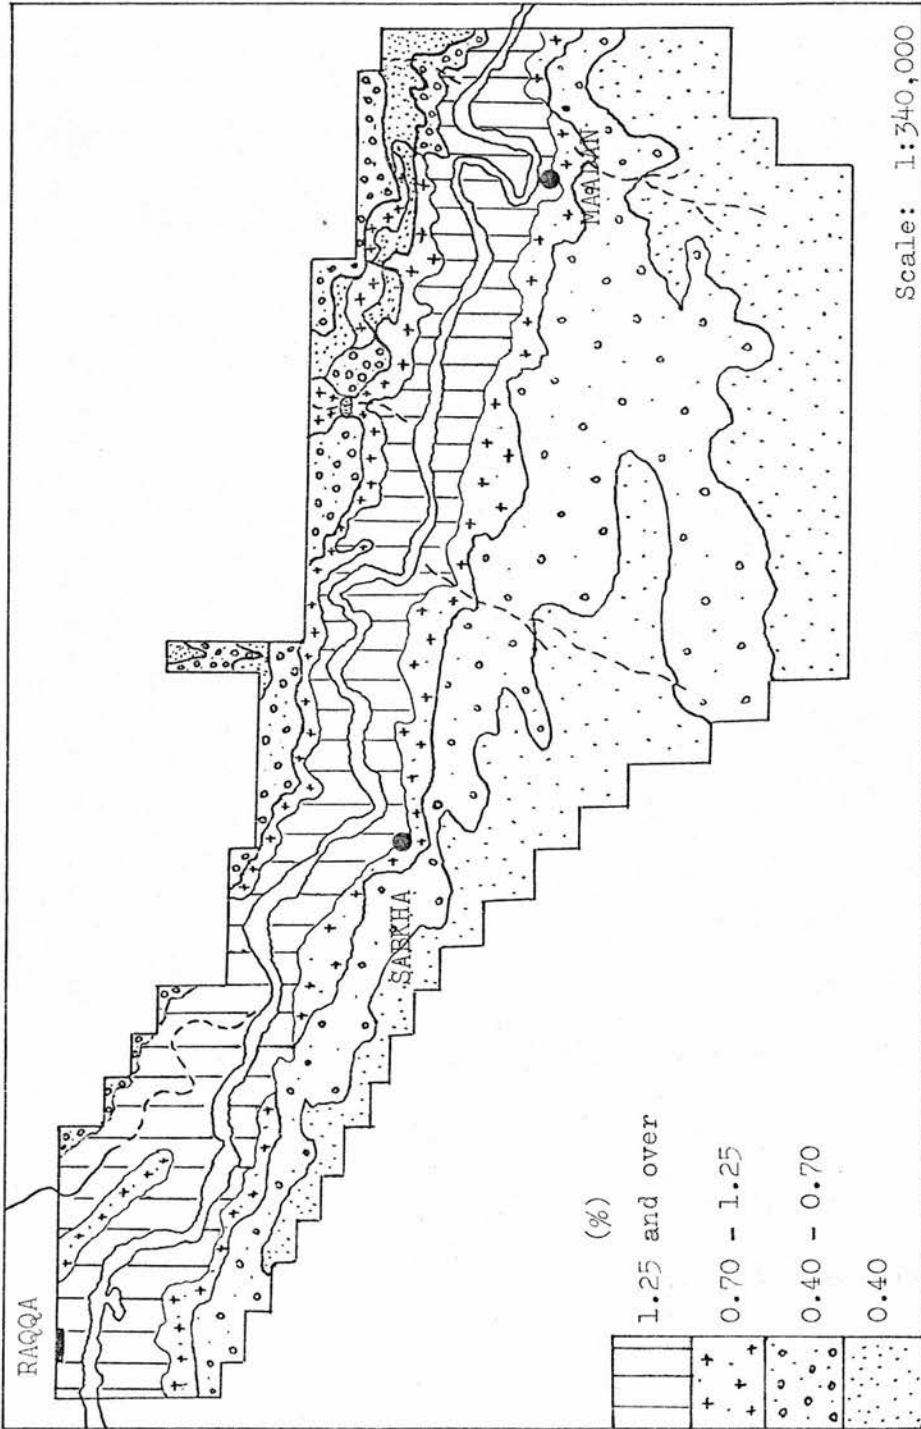 RAQQA
SABKHA
MAADAN
(%)
1.25 and over
0.70 - 1.25
0.40 - 0.70
0.40
Scale: 1:340,000